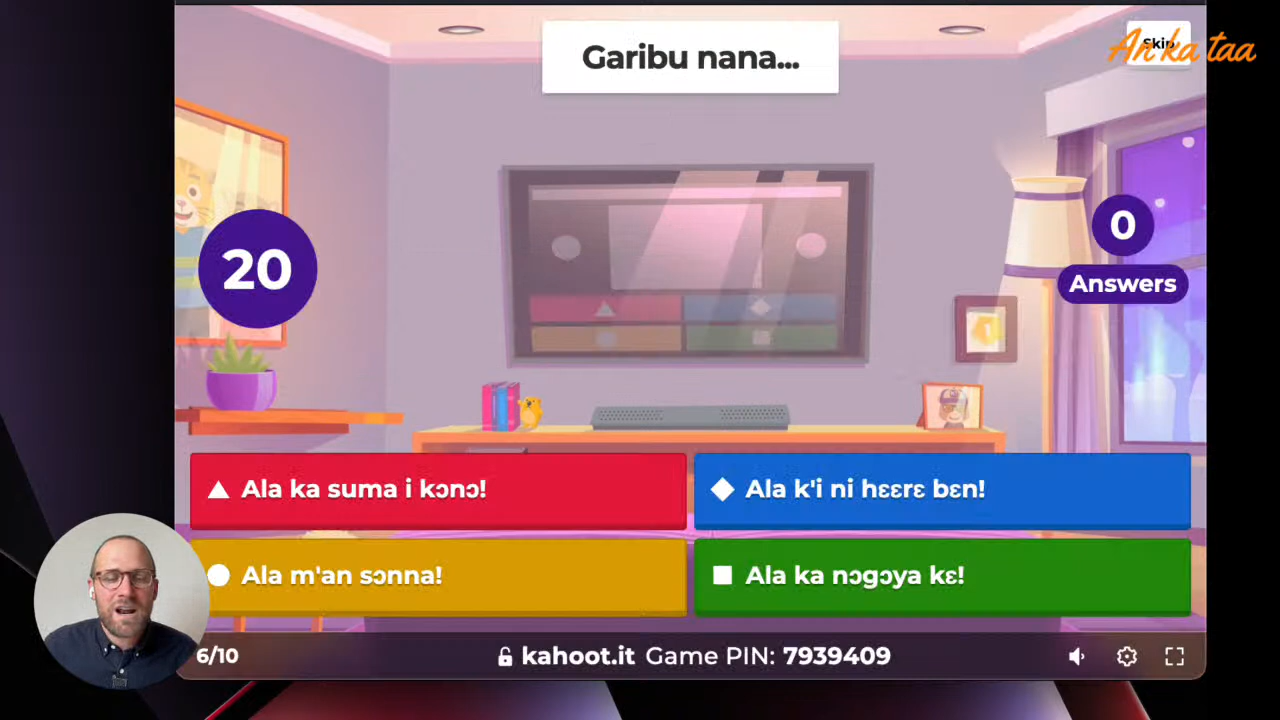 Garibu nana...
Skip
An ka taa
20
0
Answers
Ala ka suma i kɔnɔ!
Ala k'i ni hɛɛrɛ bɛn!
Ala m'an sɔnna!
Ala ka nɔgɔya kɛ!
6/10
kahoot.it Game PIN: 7939409